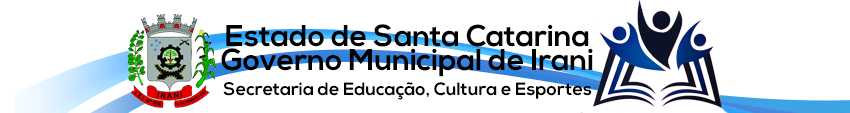 Estado de Santa Catarina
Governo Municipal de Irani
Secretaria de Educação, Cultura e Esportes
IRANI